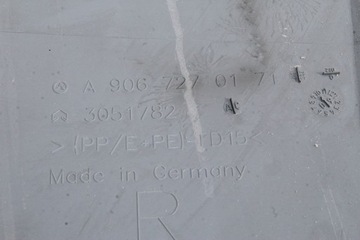 A 906 727 01 71
3051782
>(PP/E+PE)-TD15<
Made in Germany
R